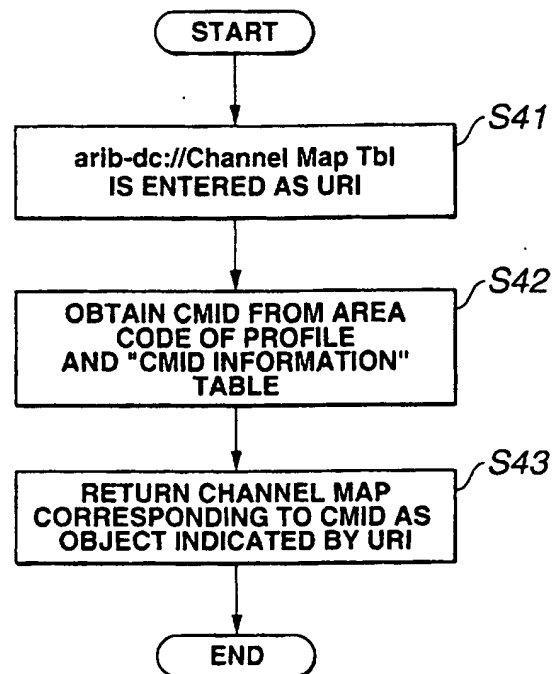 START
S41
arib-dc://Channel Map Tbl
IS ENTERED AS URI
S42
OBTAIN CMID FROM AREA
CODE OF PROFILE
AND "CMID INFORMATION"
TABLE
S43
RETURN CHANNEL MAP
CORRESPONDING TO CMID AS
OBJECT INDICATED BY URI
END